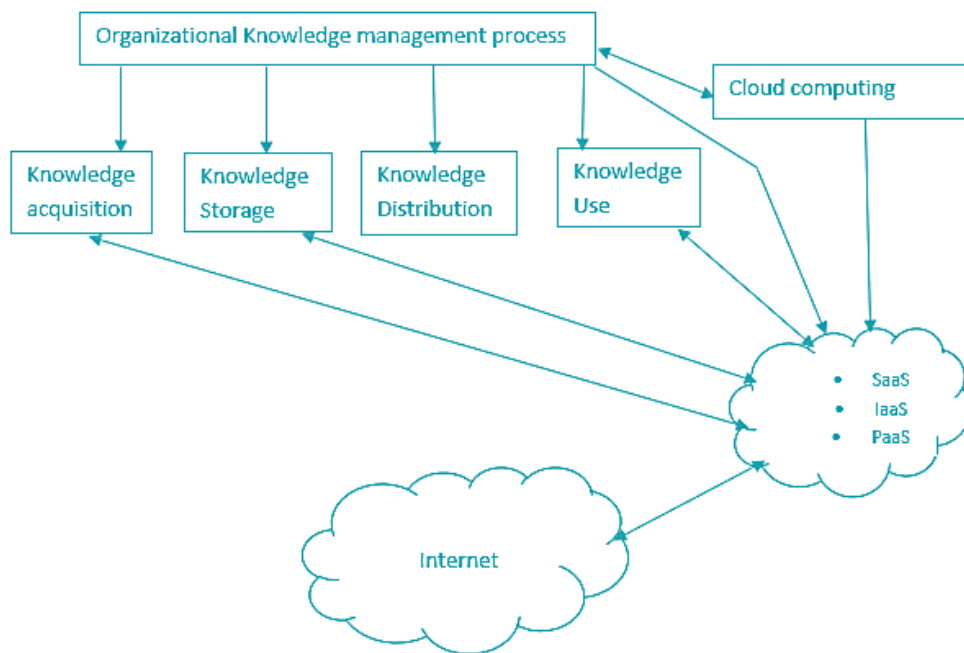 Organizational Knowledge management process
Cloud computing
Knowledge
acquisition
Knowledge
Storage
Knowledge
Distribution
Knowledge
Use
• SaaS
• IaaS
• PaaS
Internet